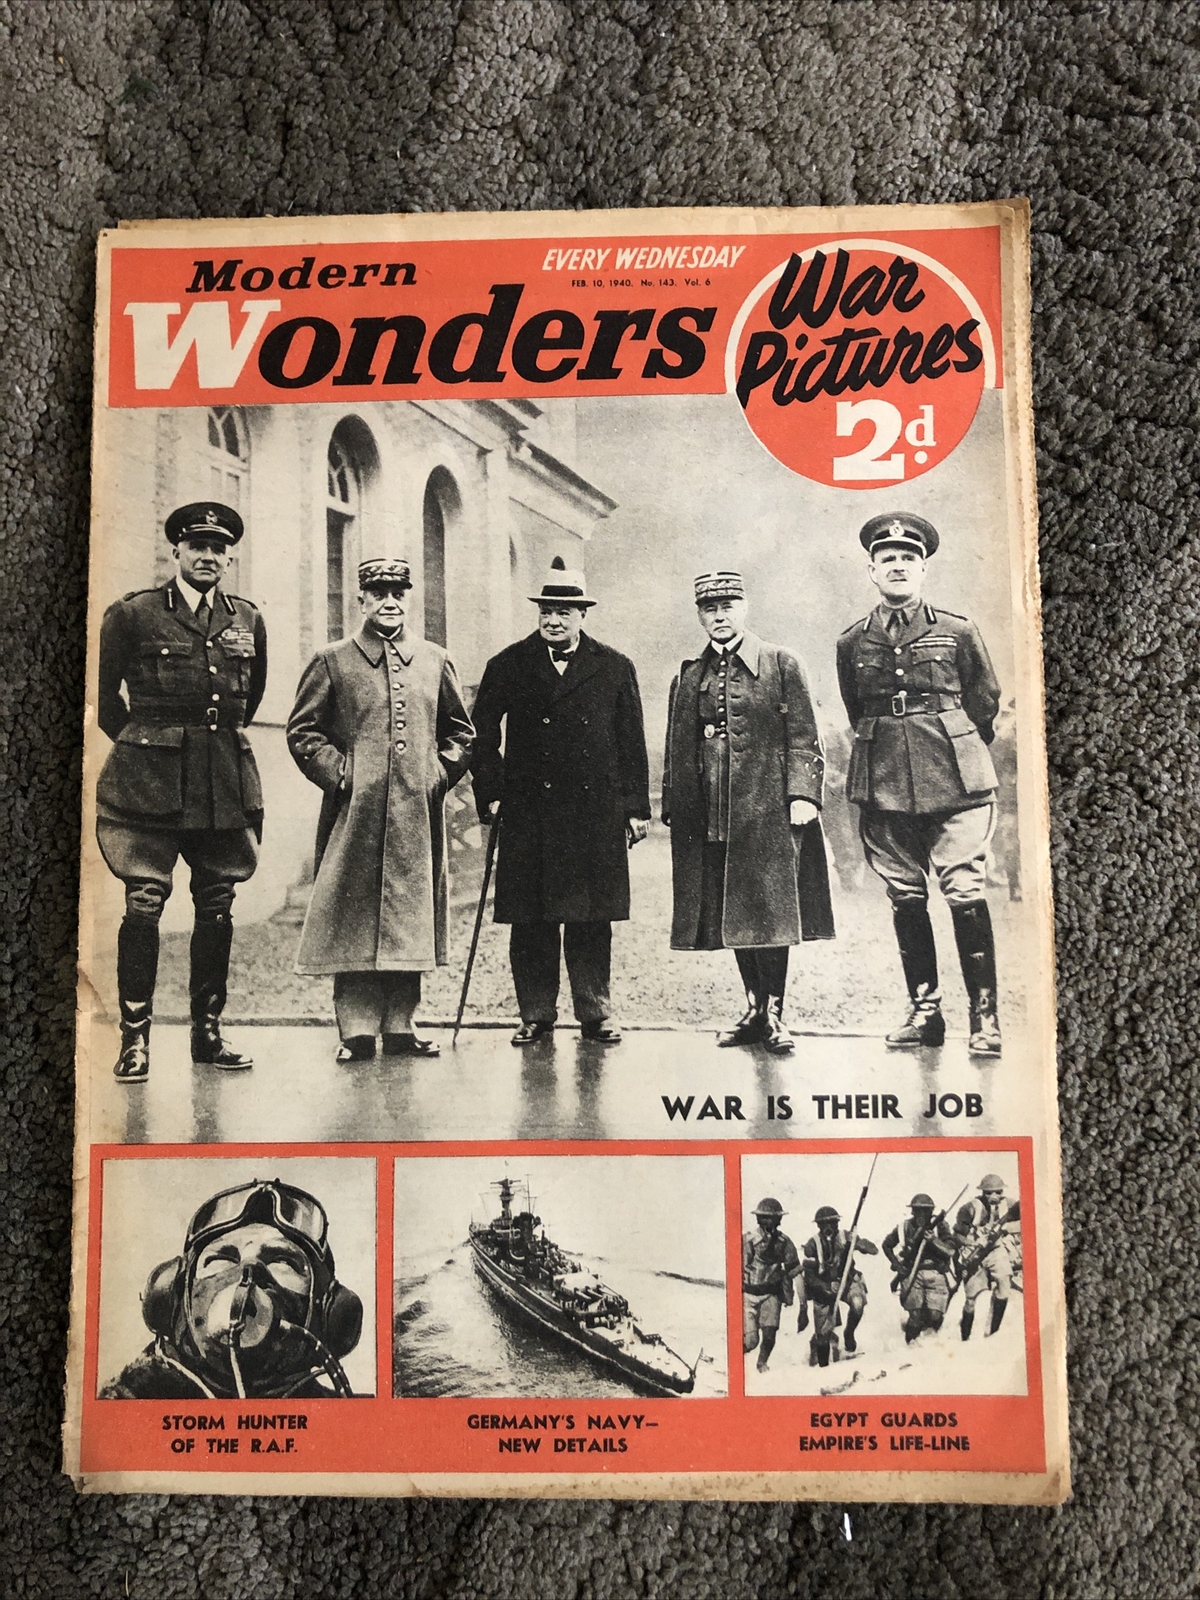 Modern
Wonders
EVERY WEDNESDAY
FEB. 10, 1940. No. 143. Vol. 6
War
Pictures
2d.
WAR IS THEIR JOB
STORM HUNTER
OF THE R.A.F.
GERMANY'S NAVY—
NEW DETAILS
EGYPT GUARDS
EMPIRE'S LIFE-LINE